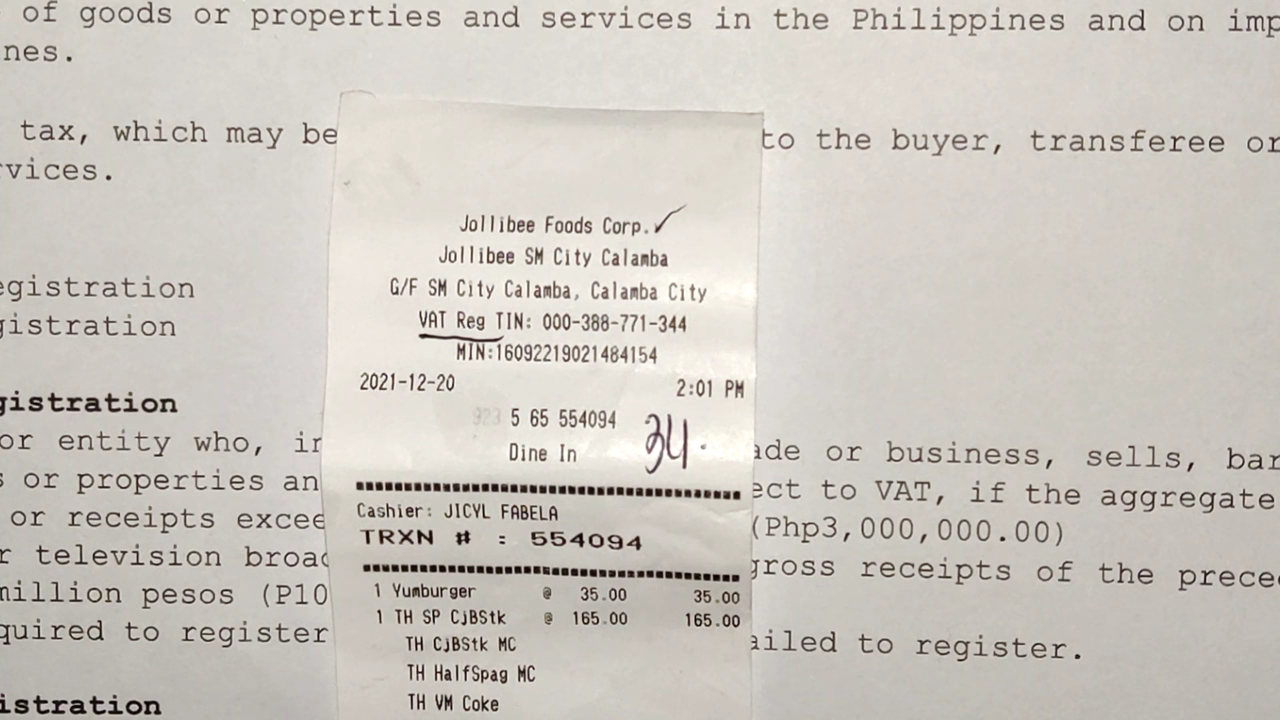 of goods or properties and services in the Philippines and on imp
nes.
tax, which may be to the buyer, transferee or
rvices.
Jollibee Foods Corp.
Jollibee SM City Calamba
G/F SM City Calamba, Calamba City
VAT Reg TIN: 000-388-771-344
MIN:16092219021484154
2021-12-20 2:01 PM
923 5 65 554094
Dine In 34.
Cashier: JICYL FABELA
TRXN # : 554094
1 Yumburger @ 35.00 35.00
1 TH SP CjBStk @ 165.00 165.00
TH CjBStk MC
TH HalfSpag MC
TH VM Coke
egistration
gistration
gistration
or entity who, in ade or business, sells, bar
s or properties an ect to VAT, if the aggregate
or receipts excee (Php3,000,000.00)
r television broad gross receipts of the prece
million pesos (P10
quired to register ailed to register.
istration